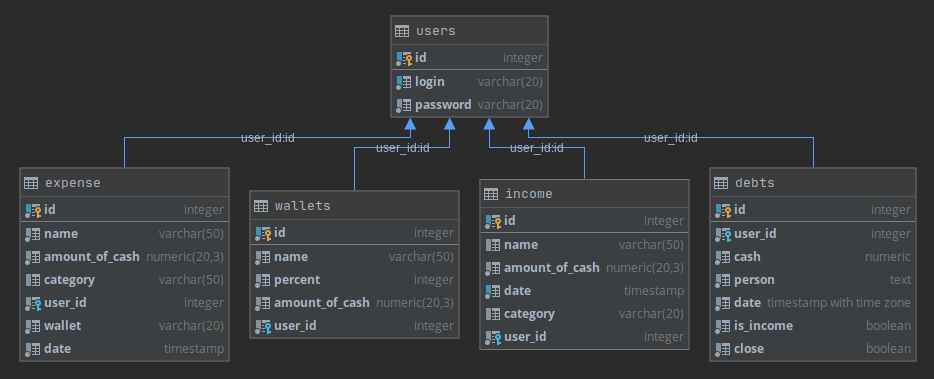 users
id integer
login varchar(20)
password varchar(20)
user_id:id
user_id:id
user_id:id
user_id:id
expense
id integer
name varchar(50)
amount_of_cash numeric(20,3)
category varchar(50)
user_id integer
wallet varchar(20)
date timestamp
wallets
id integer
name varchar(50)
percent integer
amount_of_cash numeric(20,3)
user_id integer
income
id integer
name varchar(50)
amount_of_cash numeric(20,3)
date timestamp
category varchar(20)
user_id integer
debts
id integer
user_id integer
cash numeric
person text
date timestamp with time zone
is_income boolean
close boolean